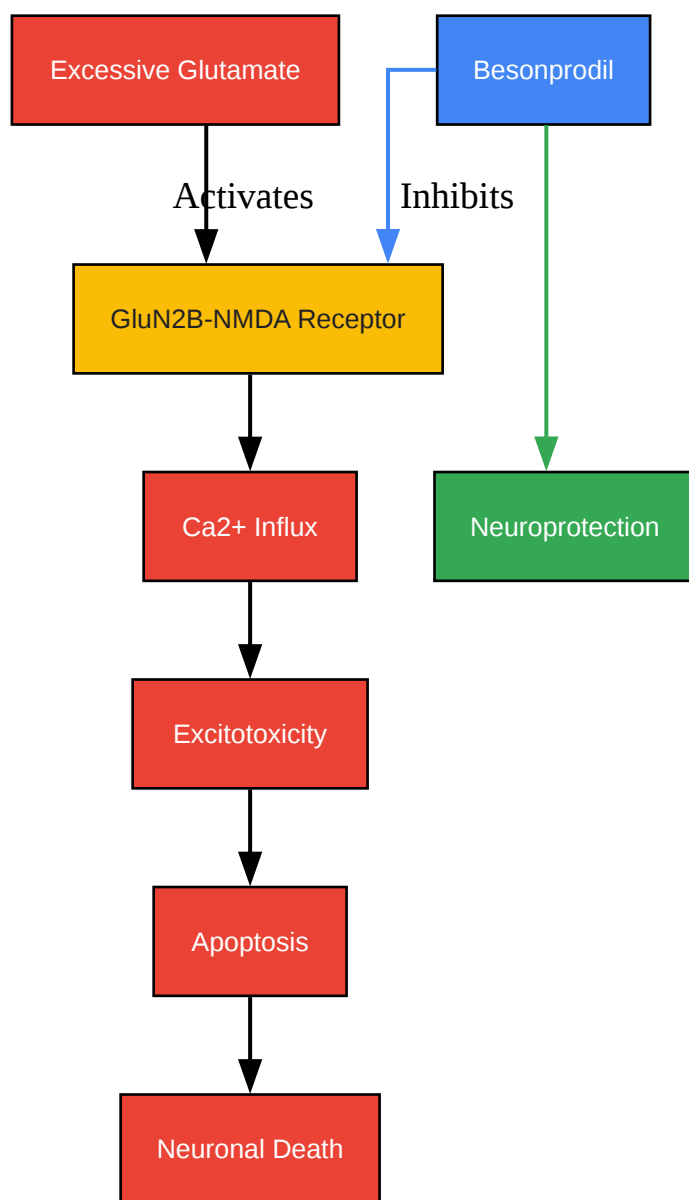 Excessive Glutamate
Besonprodil
Activates
Inhibits
GluN2B-NMDA Receptor
Ca2+ Influx
Neuroprotection
Excitotoxicity
Apoptosis
Neuronal Death